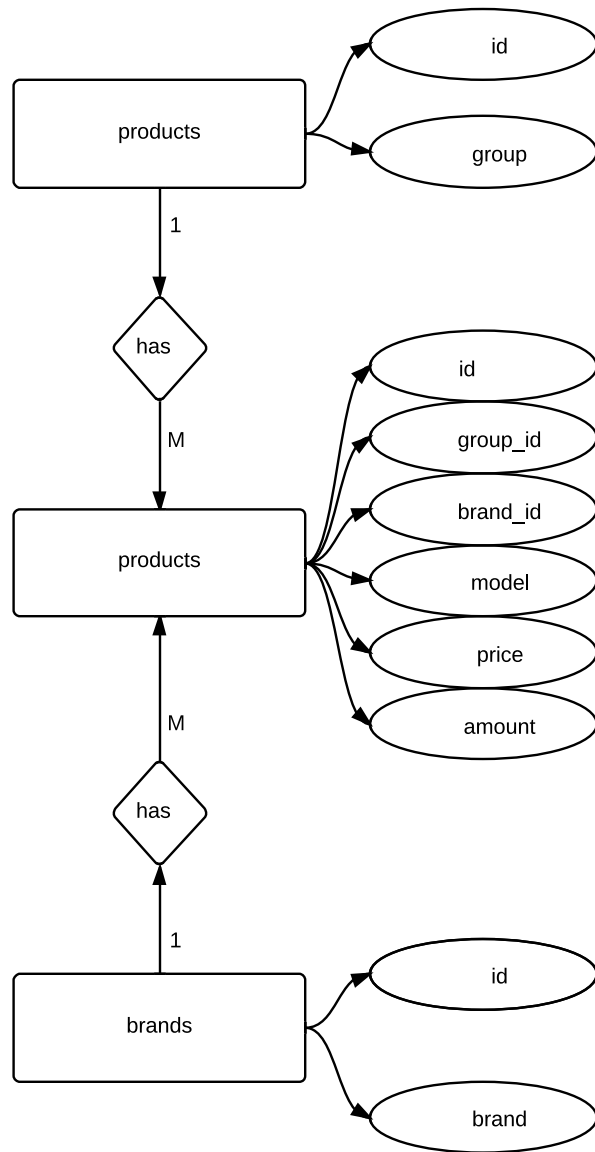 id
products
group
1
has
id
M
group_id
brand_id
products
model
price
M
amount
has
1
id
brands
brand